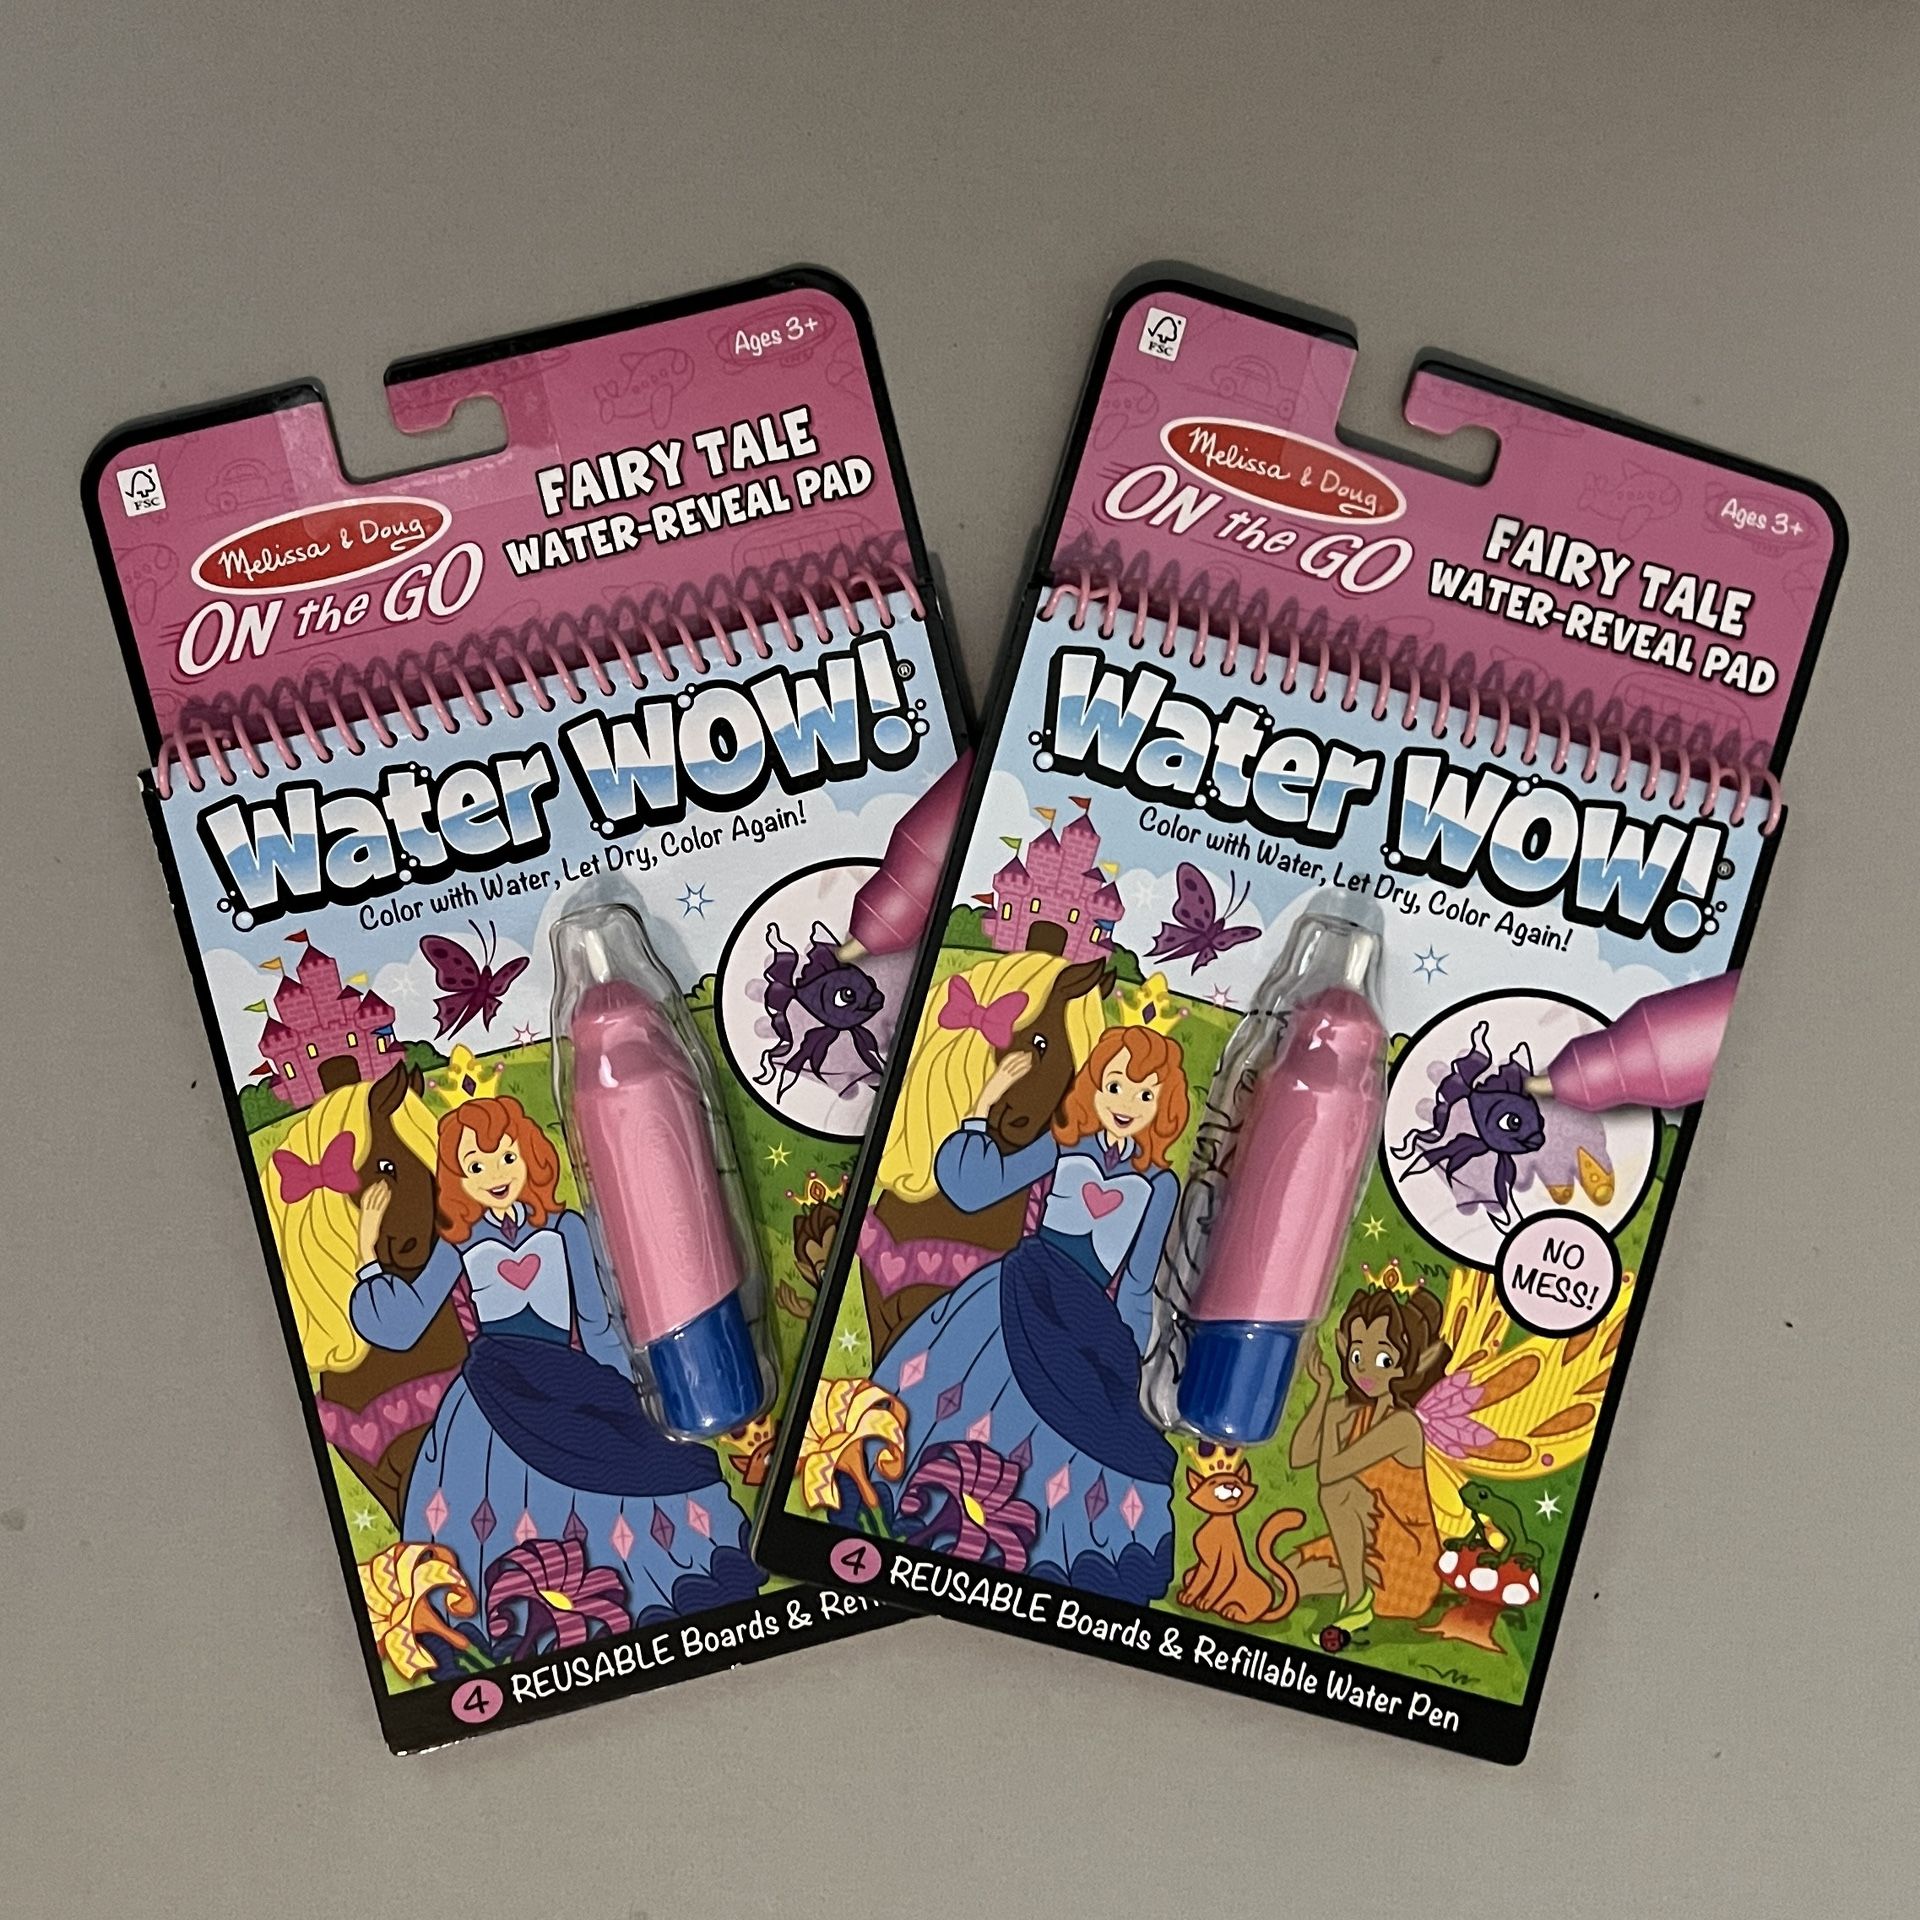 FSC
Ages 3+
Melissa & Doug
ON the GO
FAIRY TALE
WATER-REVEAL PAD
Water WOW!®
Color with Water, Let Dry, Color Again!
4 REUSABLE Boards &
FSC
Melissa & Doug
ON the GO
Ages 3+
FAIRY TALE
WATER-REVEAL PAD
Water WOW!®
Color with Water, Let Dry, Color Again!
NO
MESS!
4 REUSABLE Boards & Refillable Water Pen